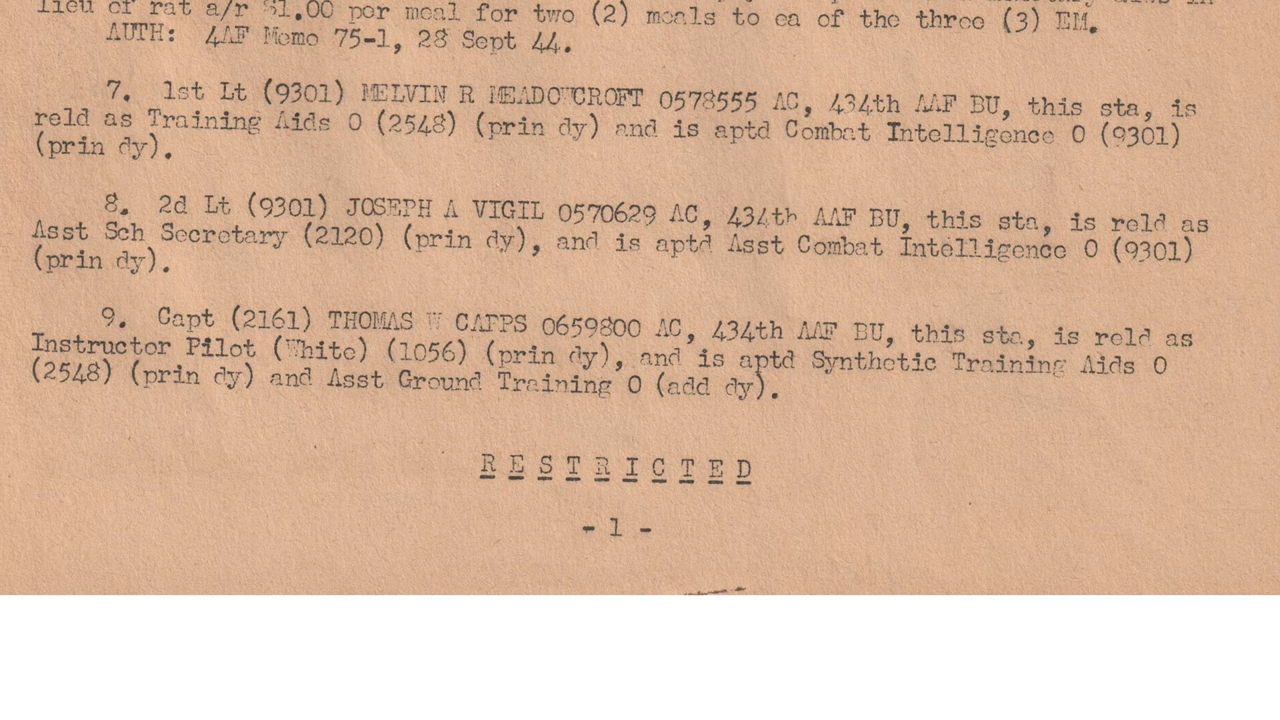 lieu of rat a/r $1.00 per meal for two (2) meals to ea of the three (3) EM.
AUTH: 4AF Memo 75-1, 28 Sept 44.
7. 1st Lt (9301) MELVIN R MEADOWCROFT 0578555 AC, 434th AAF BU, this sta, is
reld as Training Aids O (2548) (prin dy) and is aptd Combat Intelligence O (9301)
(prin dy).
8. 2d Lt (9301) JOSEPH A VIGIL 0570629 AC, 434th AAF BU, this sta, is reld as
Asst Sch Secretary (2120) (prin dy), and is aptd Asst Combat Intelligence O (9301)
(prin dy).
9. Capt (2161) THOMAS W CAPPS 0659800 AC, 434th AAF BU, this sta, is reld as
Instructor Pilot (White) (1056) (prin dy), and is aptd Synthetic Training Aids O
(2548) (prin dy) and Asst Ground Training O (add dy).
R E S T R I C T E D
- 1 -